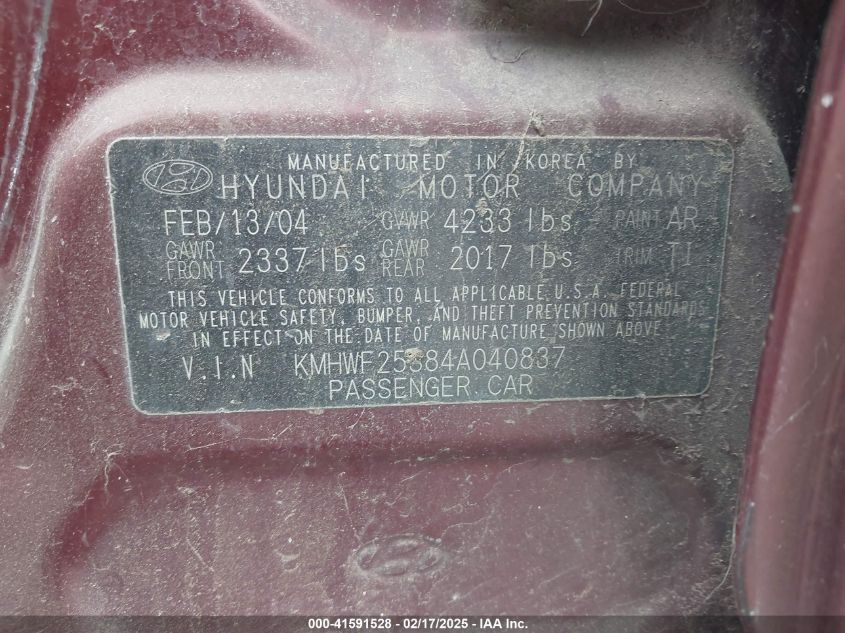 MANUFACTURED IN KOREA BY
HYUNDAI MOTOR COMPANY
FEB/13/04 GVWR 4233 lbs PAINT AR
GAWR FRONT 2337 lbs GAWR REAR 2017 lbs TRIM TI
THIS VEHICLE CONFORMS TO ALL APPLICABLE U.S.A. FEDERAL
MOTOR VEHICLE SAFETY, BUMPER, AND THEFT PREVENTION STANDARDS
IN EFFECT ON THE DATE OF MANUFACTURE SHOWN ABOVE
V.I.N KMHWF25S84A040837
PASSENGER CAR
000-41591528 - 02/17/2025 - IAA Inc.